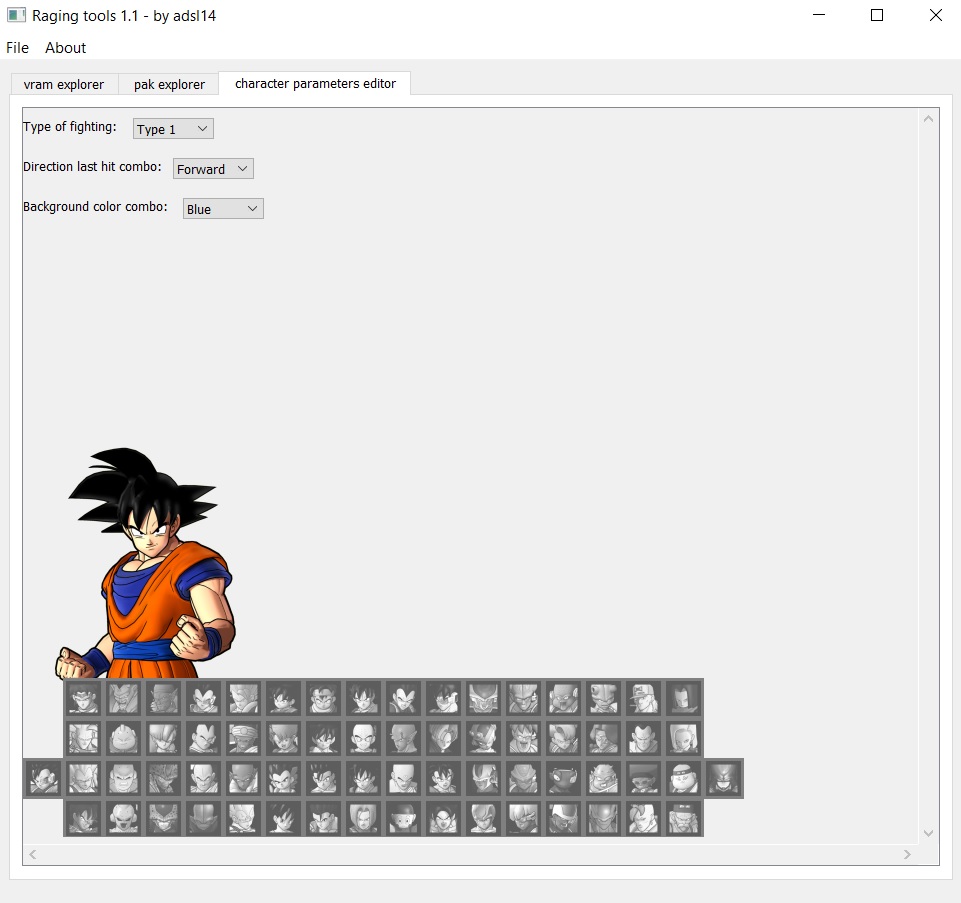 Raging tools 1.1 - by adsl14
File About
vram explorer pak explorer character parameters editor
Type of fighting: Type 1
Direction last hit combo: Forward
Background color combo: Blue